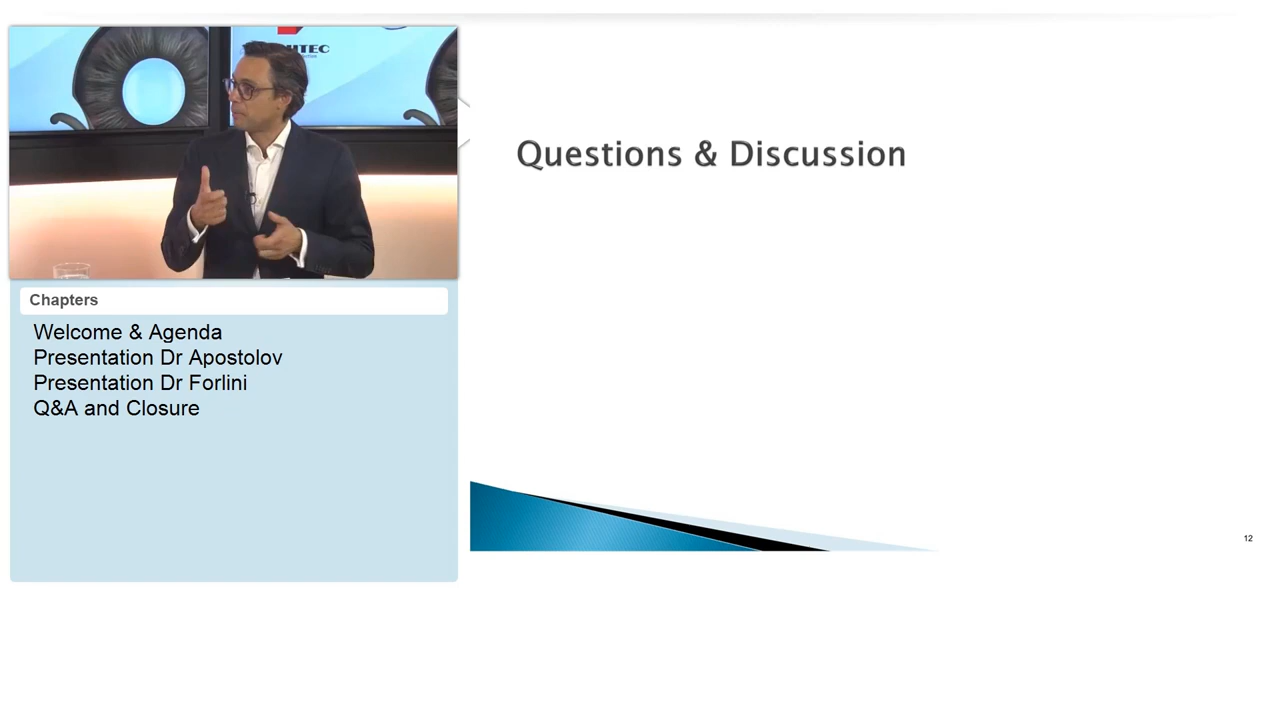 Questions & Discussion
Chapters
Welcome & Agenda
Presentation Dr Apostolov
Presentation Dr Forlini
Q&A and Closure
12